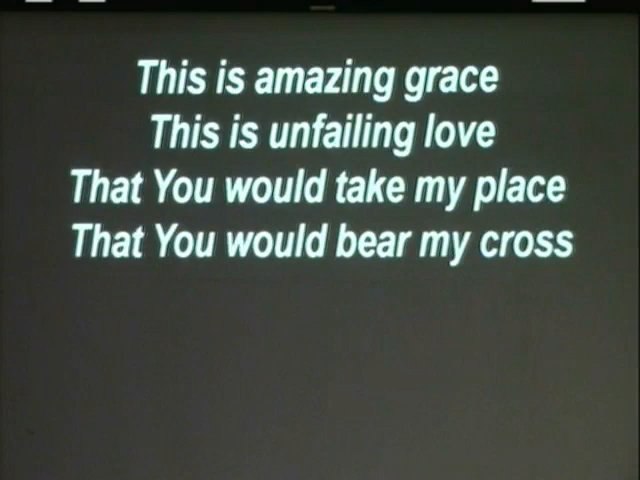 This is amazing grace
This is unfailing love
That You would take my place
That You would bear my cross